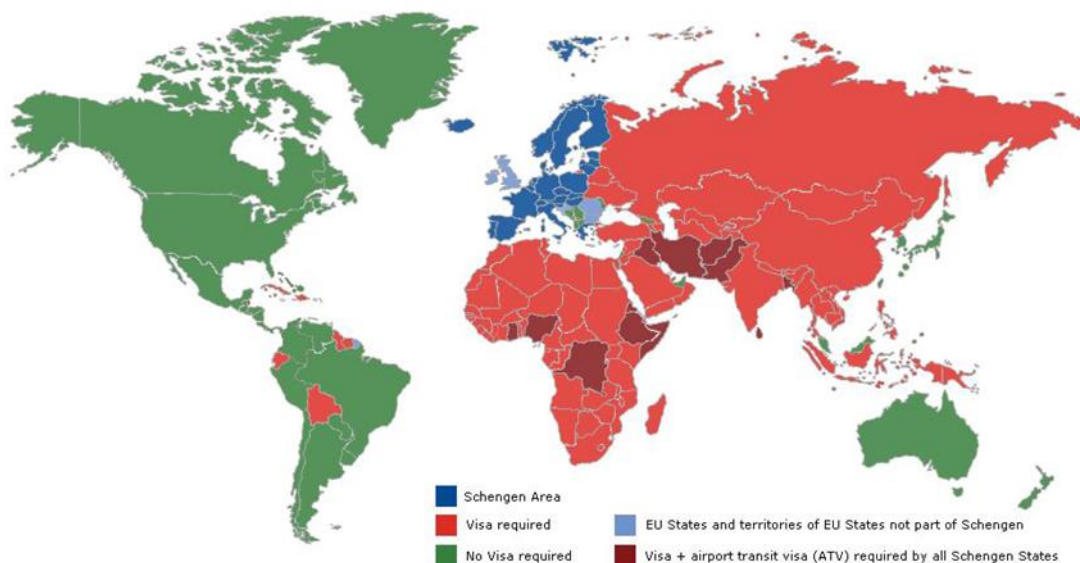 Schengen Area
Visa required
EU States and territories of EU States not part of Schengen
No Visa required
Visa + airport transit visa (ATV) required by all Schengen States